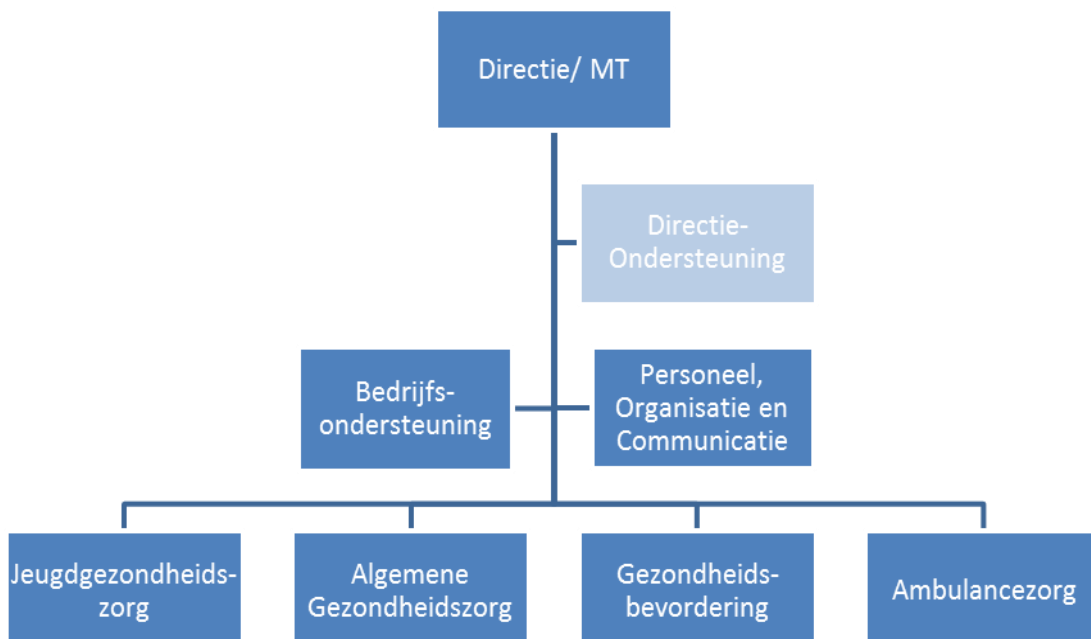 Directie/ MT
Directie-
Ondersteuning
Bedrijfs-
ondersteuning
Personeel,
Organisatie en
Communicatie
Jeugdgezondheids-
zorg
Algemene
Gezondheidszorg
Gezondheids-
bevordering
Ambulancezorg